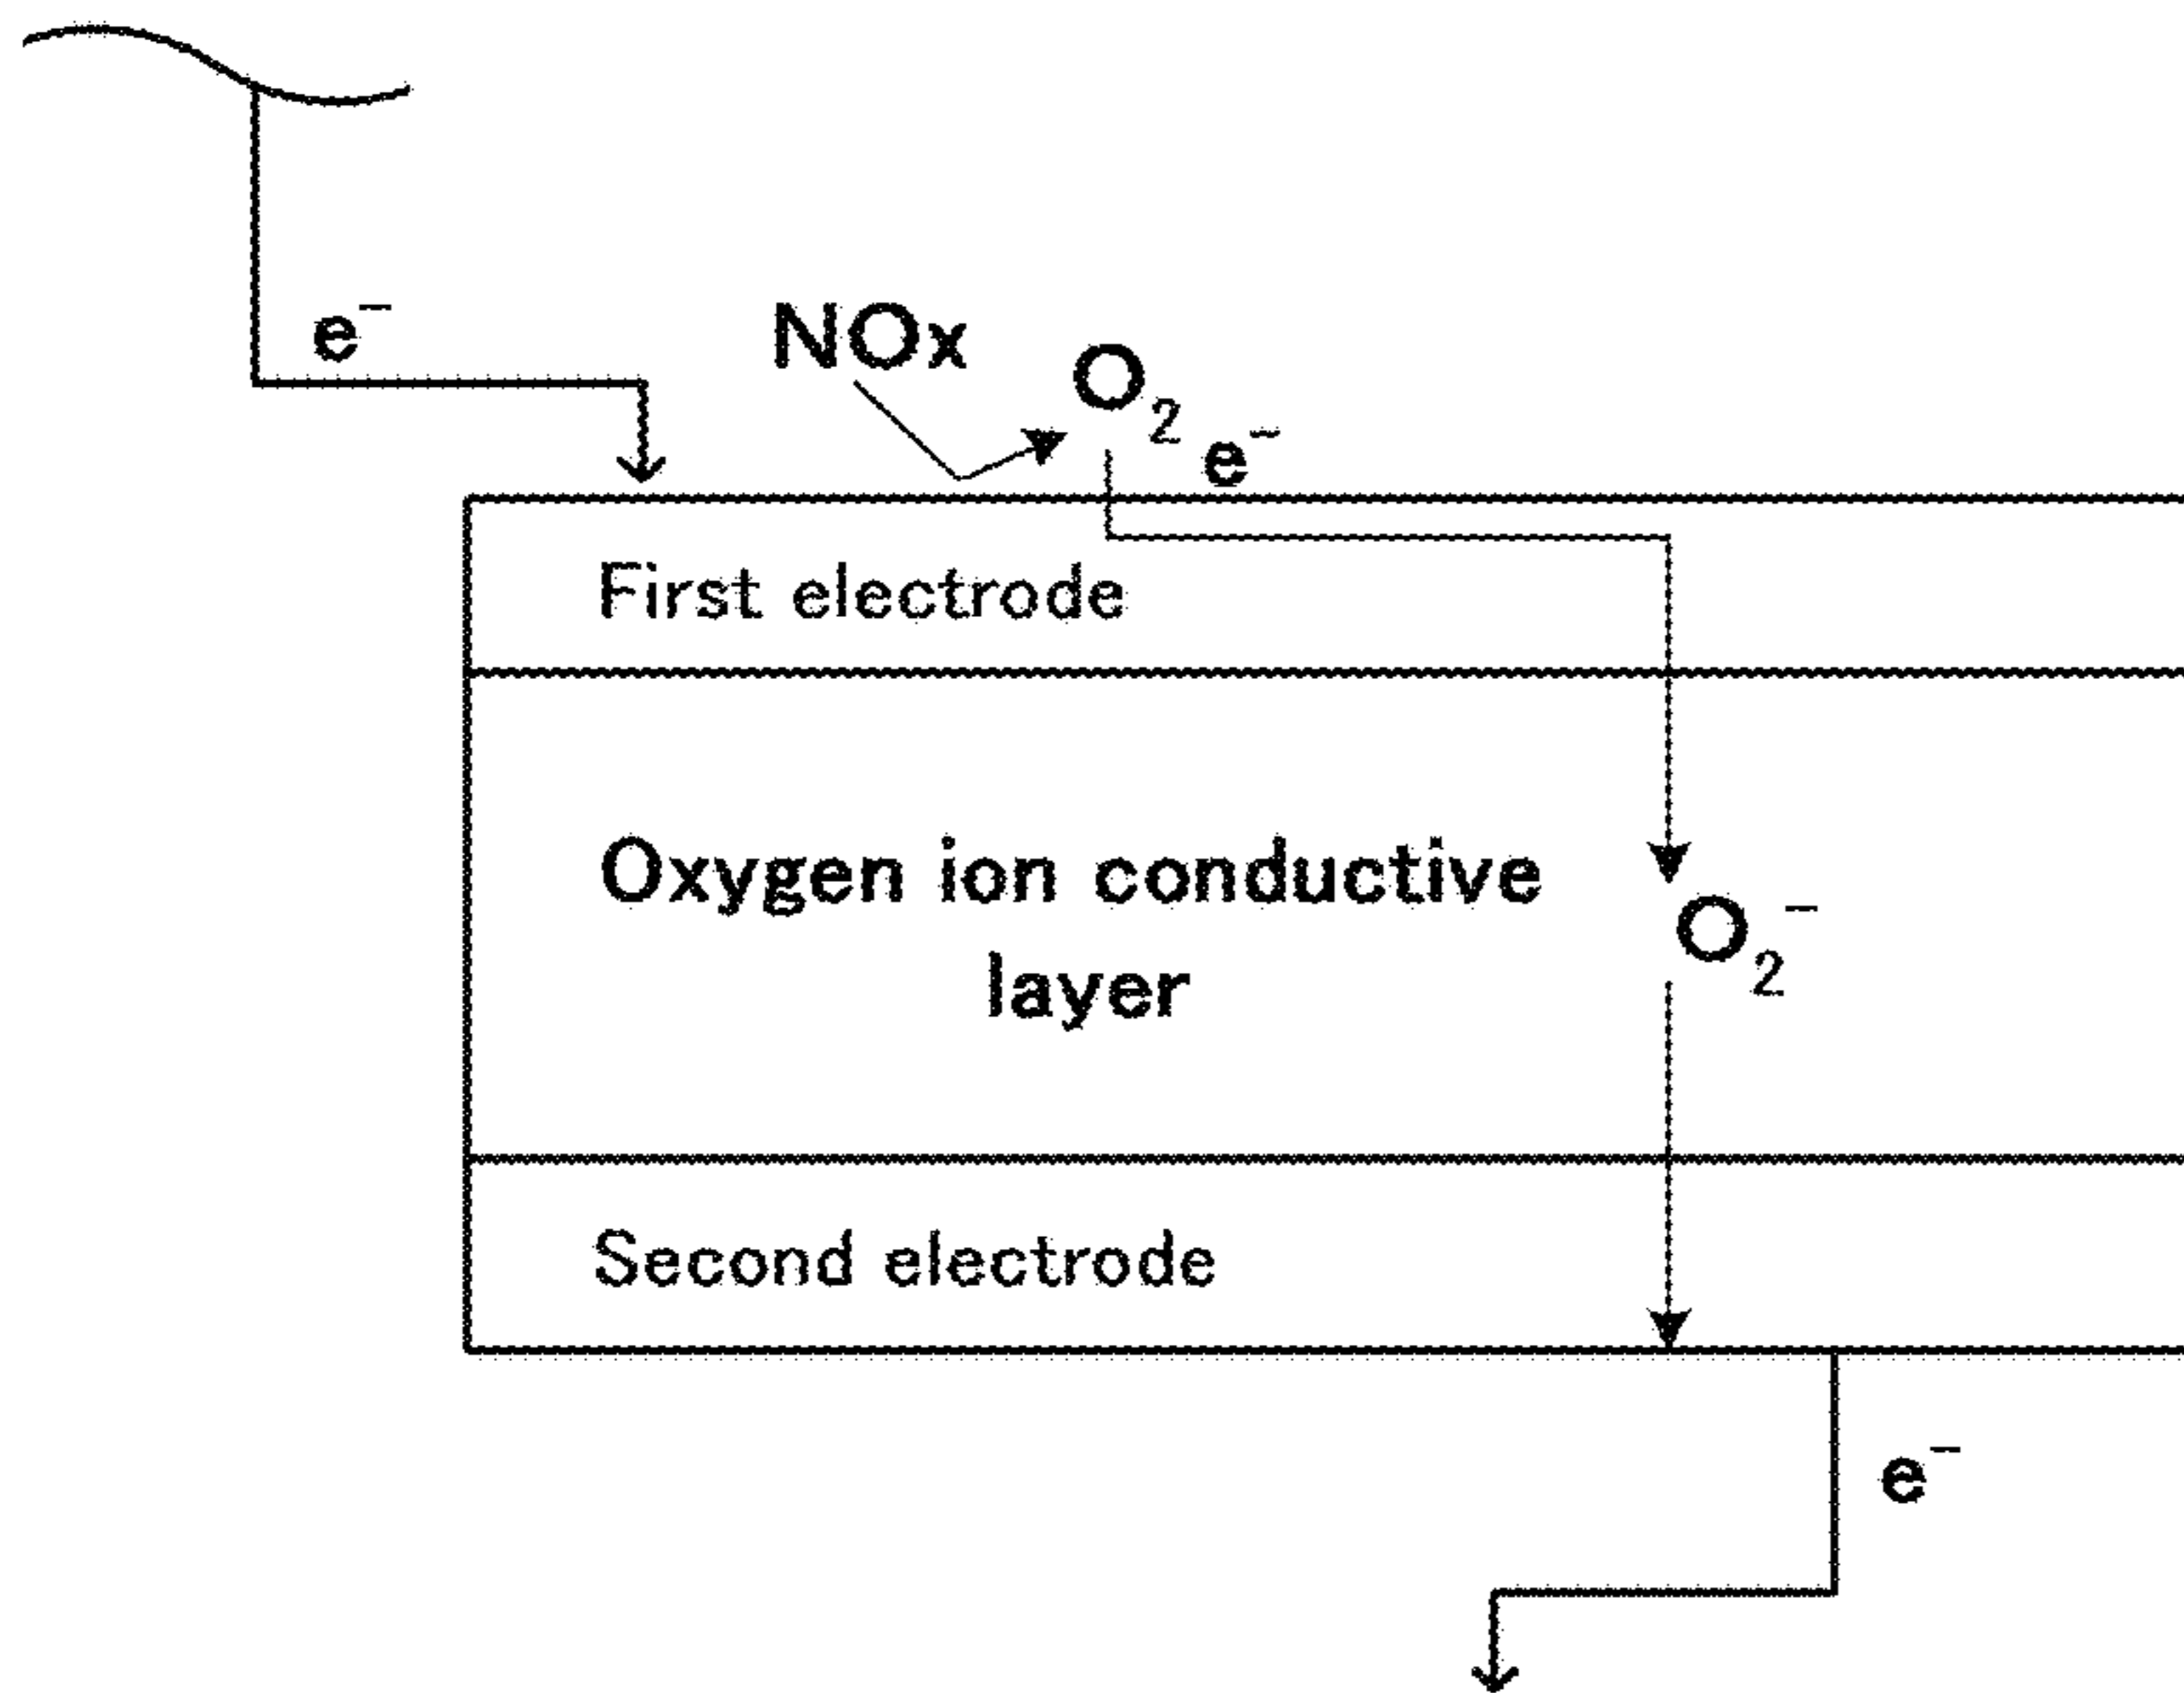 e⁻
NOx
O₂
e⁻
First electrode
Oxygen ion conductive
layer
O₂⁻
Second electrode
e⁻